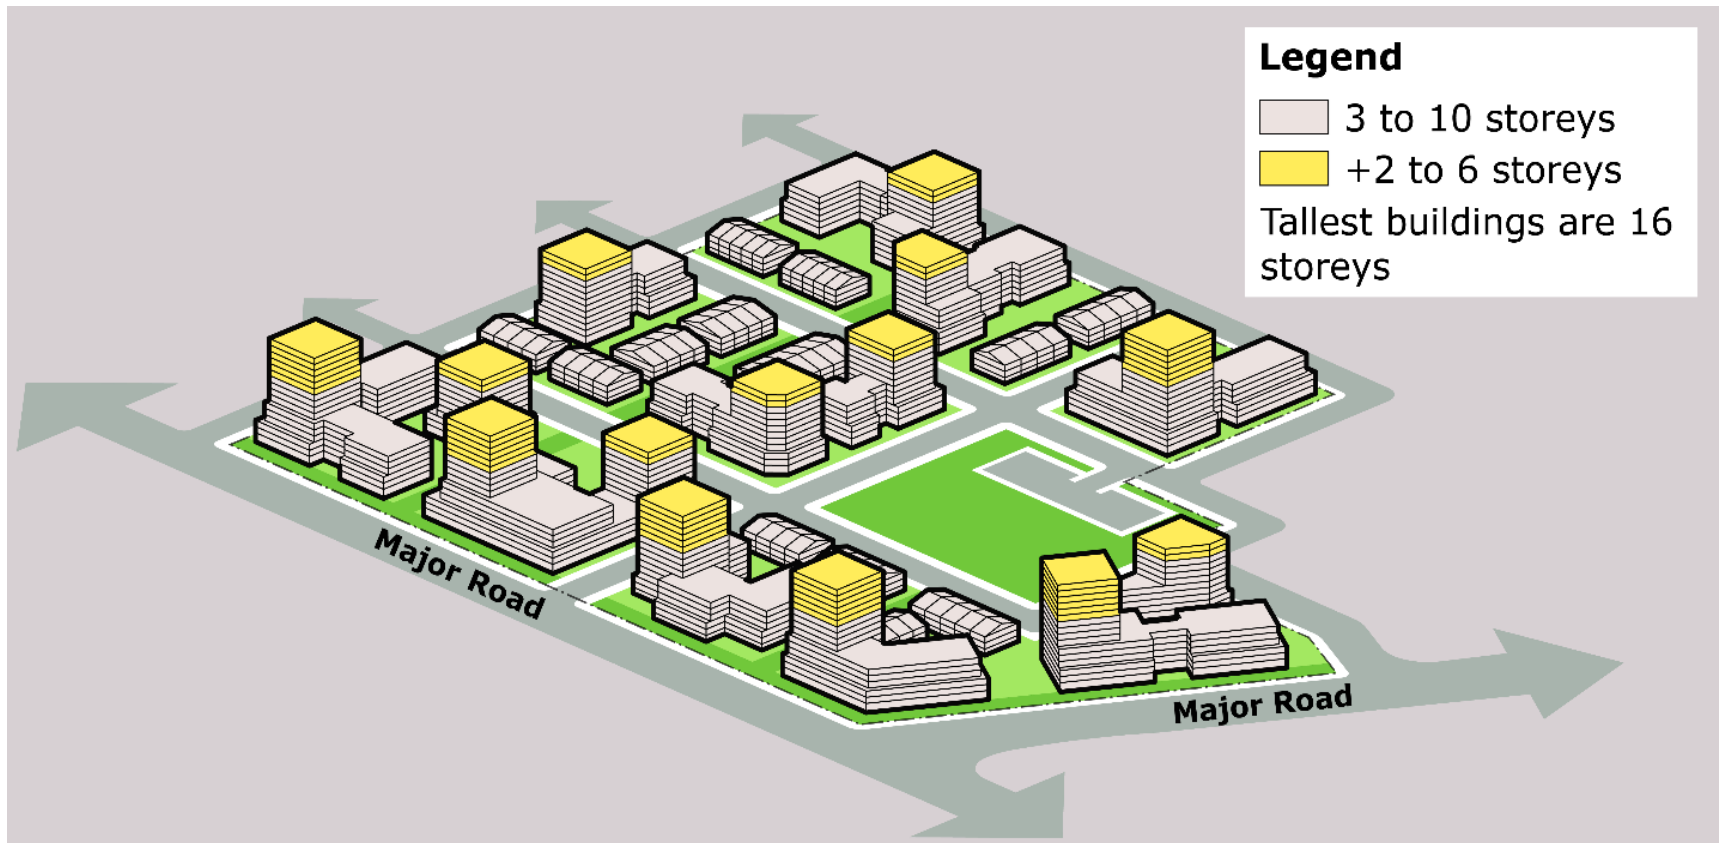 Legend
3 to 10 storeys
+2 to 6 storeys
Tallest buildings are 16
storeys
Major Road
Major Road